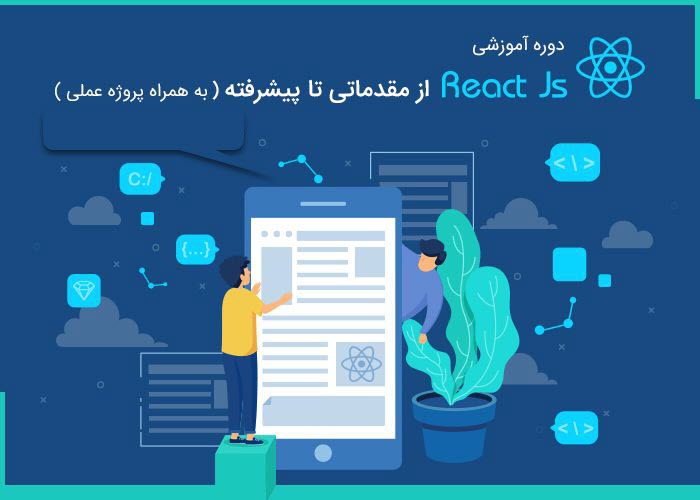 دوره آموزشی
React Js از مقدماتی تا پیشرفته ( به همراه پروژه عملی )
C:/
< \ >
{...}
< \ >